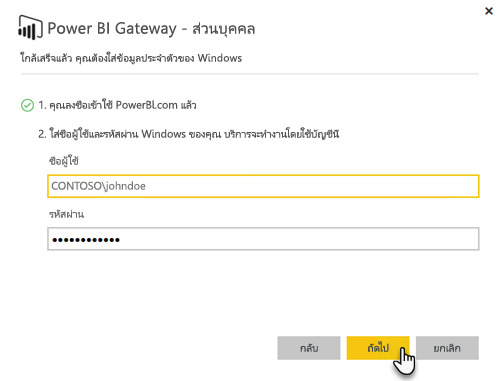 Power BI Gateway - ส่วนบุคคล
ใกล้เสร็จแล้ว คุณต้องใส่ข้อมูลประจำตัวของ Windows
1. คุณลงชื่อเข้าใช้ PowerBI.com แล้ว
2. ใส่ชื่อผู้ใช้และรหัสผ่าน Windows ของคุณ บริการจะทำงานโดยใช้บัญชีนี้
ชื่อผู้ใช้
CONTOSO\johndoe
รหัสผ่าน
••••••••••••
กลับ ถัดไป ยกเลิก